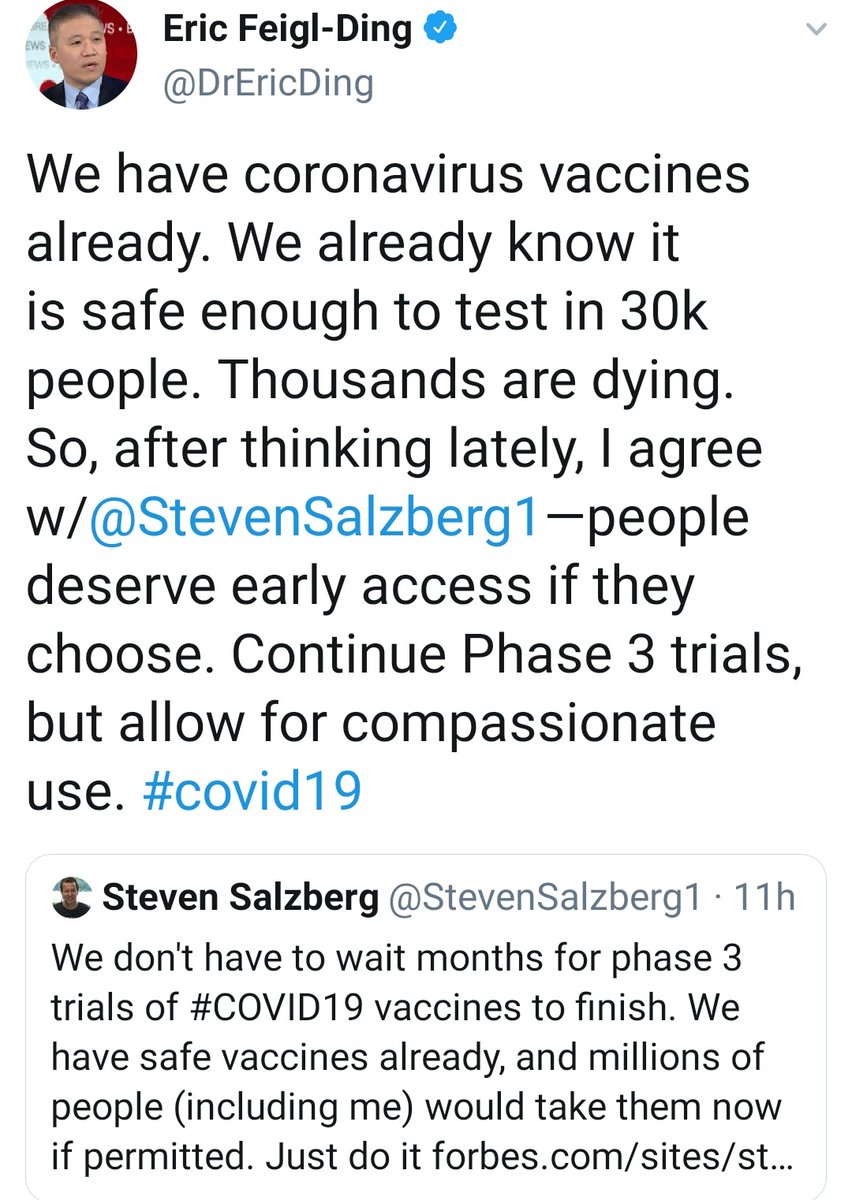 Eric Feigl-Ding
@DrEricDing
We have coronavirus vaccines
already. We already know it
is safe enough to test in 30k
people. Thousands are dying.
So, after thinking lately, I agree
w/@StevenSalzberg1—people
deserve early access if they
choose. Continue Phase 3 trials,
but allow for compassionate
use. #covid19
Steven Salzberg @StevenSalzberg1 · 11h
We don't have to wait months for phase 3
trials of #COVID19 vaccines to finish. We
have safe vaccines already, and millions of
people (including me) would take them now
if permitted. Just do it forbes.com/sites/st…